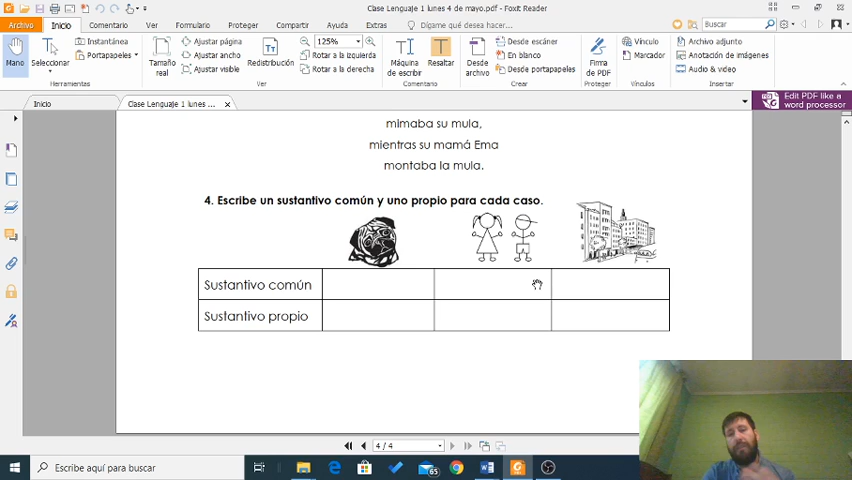 Clase Lenguaje 1 lunes 4 de mayo.pdf - Foxit Reader
Archivo Inicio Comentario Ver Formulario Proteger Compartir Ayuda Extras Dígame qué desea hacer... Buscar
Mano
Seleccionar
Instantánea
Portapapeles
Herramientas
Tamaño real
Ajustar página
Ajustar ancho
Ajustar visible
Redistribución
125%
Rotar a la izquierda
Rotar a la derecha
Ver
Máquina de escribir
Resaltar
Comentario
Desde archivo
Desde escáner
En blanco
Desde portapapeles
Crear
Firma de PDF
Proteger
Vínculo
Marcador
Vínculos
Archivo adjunto
Anotación de imágenes
Audio & vídeo
Insertar
Inicio
Clase Lenguaje 1 lunes 4 de mayo...
Edit PDF like a
word processor
mimaba su mula,
mientras su mamá Ema
montaba la mula.
4. Escribe un sustantivo común y uno propio para cada caso.
Sustantivo común
Sustantivo propio
4 / 4
Escribe aquí para buscar
65